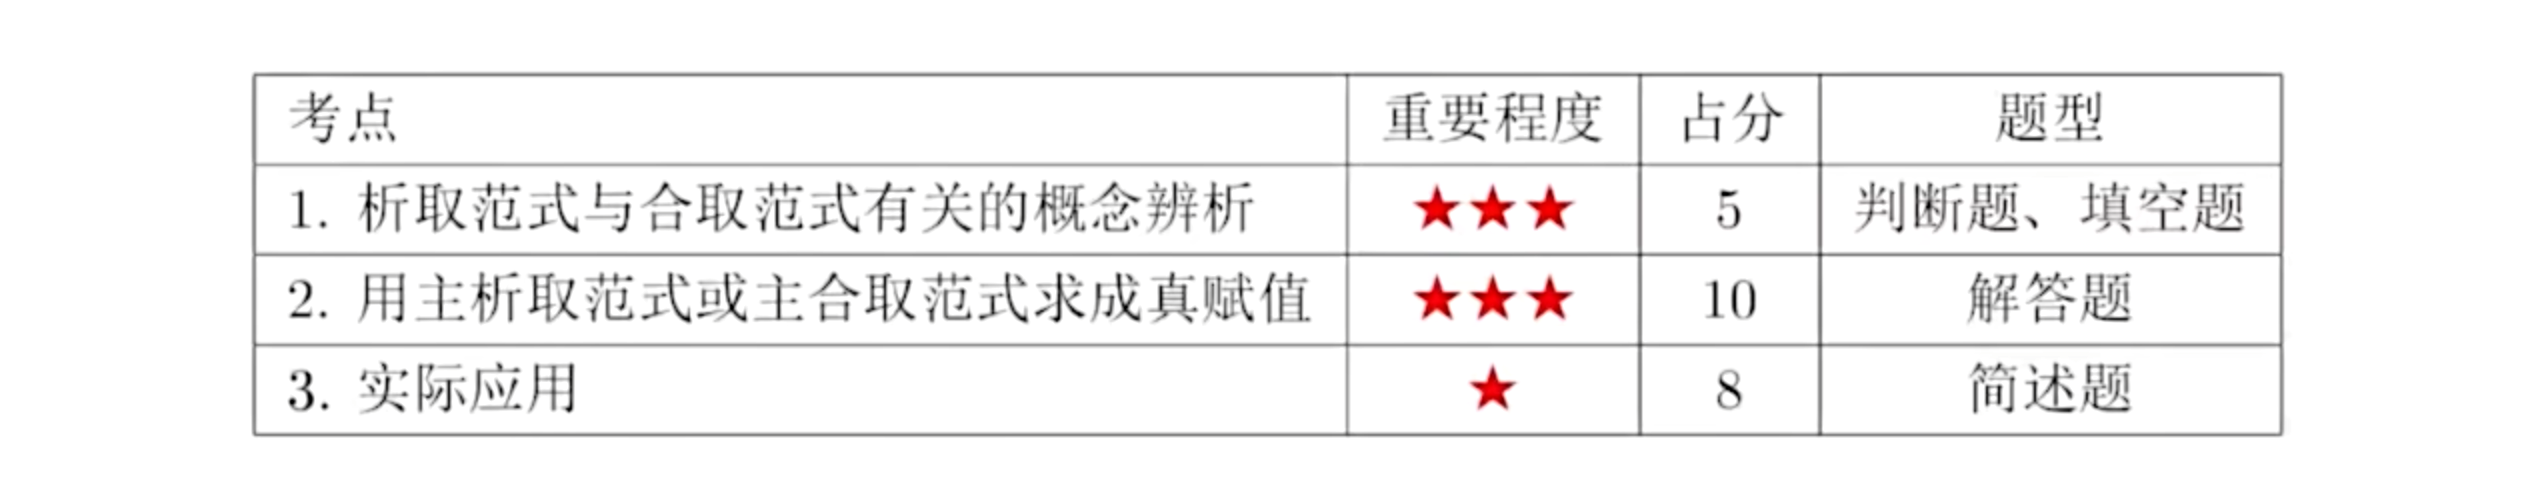 考点 重要程度 占分 题型
1. 析取范式与合取范式有关的概念辨析 ★★★ 5 判断题、填空题
2. 用主析取范式或主合取范式求成真赋值 ★★★ 10 解答题
3. 实际应用 ★ 8 简述题